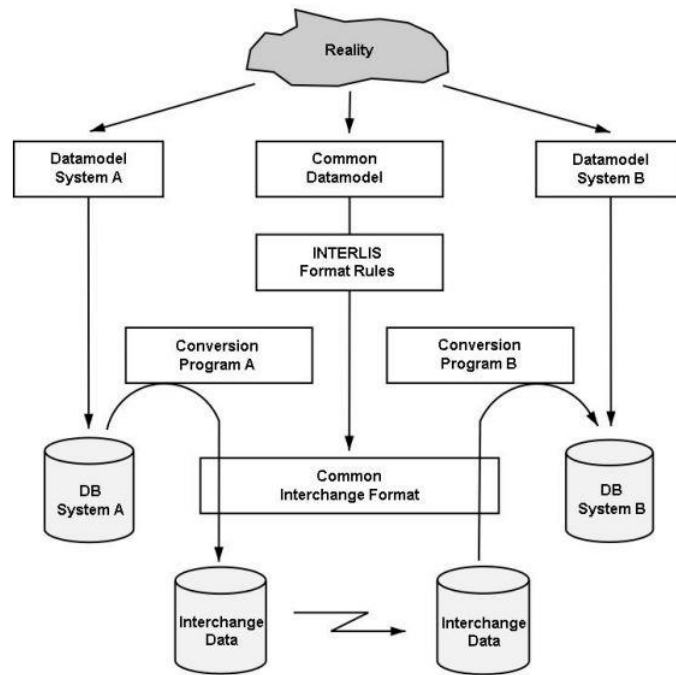 Reality
Datamodel
System A
Common
Datamodel
Datamodel
System B
INTERLIS
Format Rules
Conversion
Program A
Conversion
Program B
DB
System A
Common
Interchange Format
DB
System B
Interchange
Data
Interchange
Data